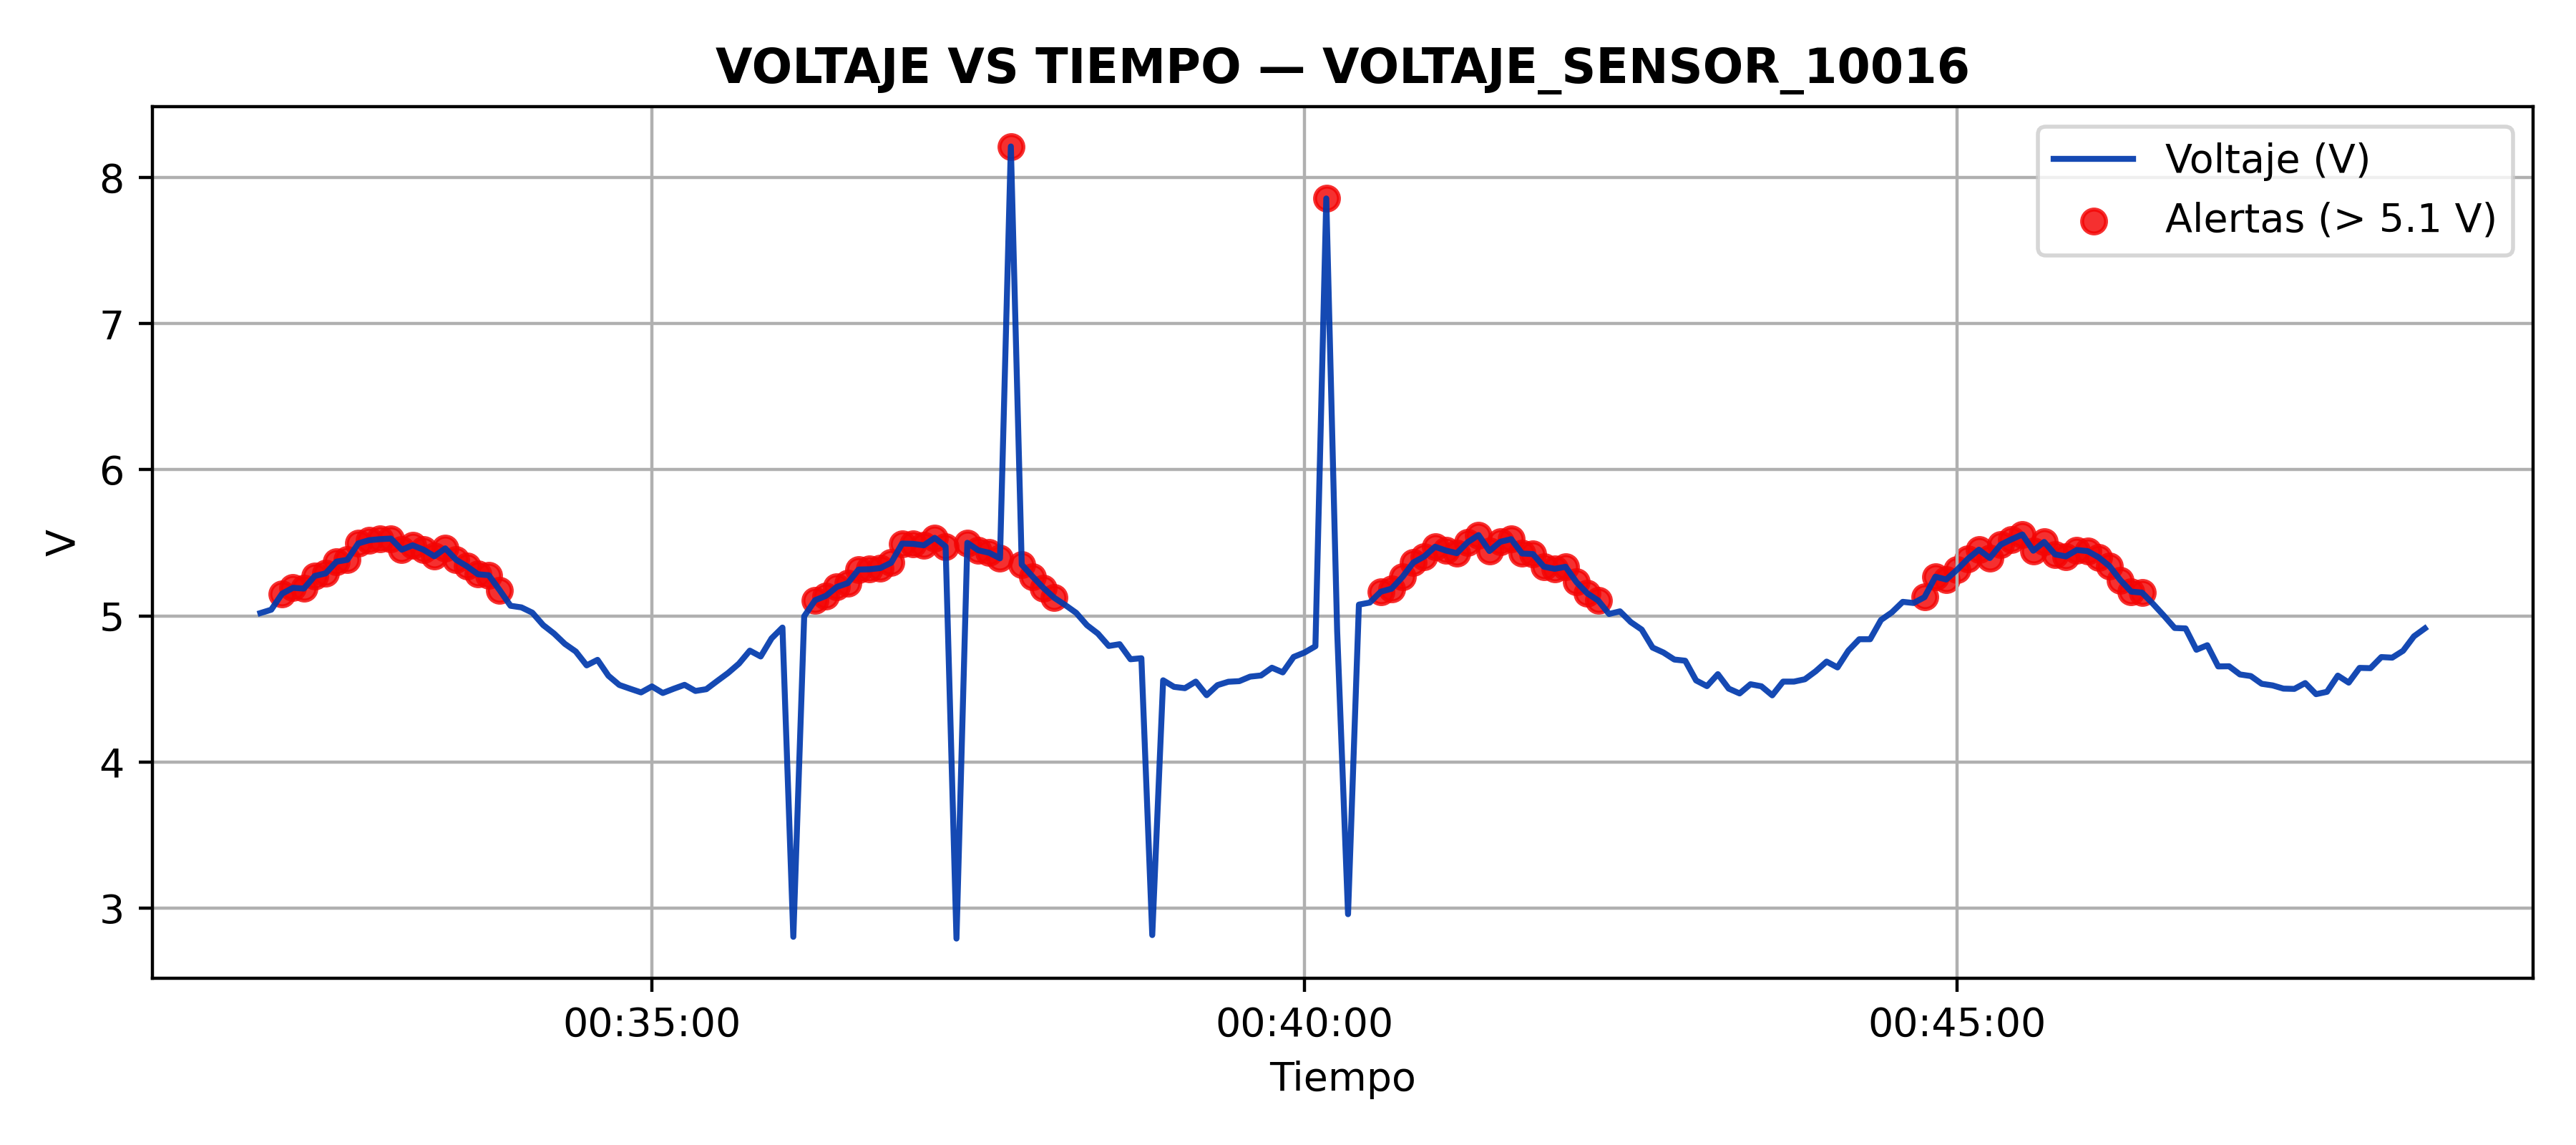 VOLTAJE VS TIEMPO — VOLTAJE_SENSOR_10016
Voltaje (V)
Alertas (> 5.1 V)
8
7
6
5
4
3
V
00:35:00
00:40:00
00:45:00
Tiempo